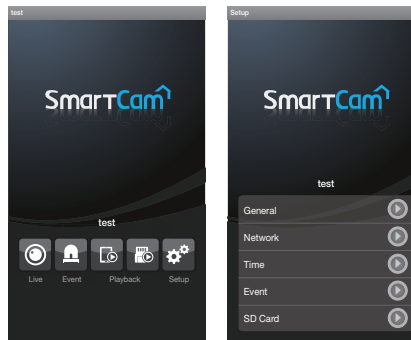 test
SmartCam
test
Live Event Playback Setup
Setup
SmartCam
test
General
Network
Time
Event
SD Card